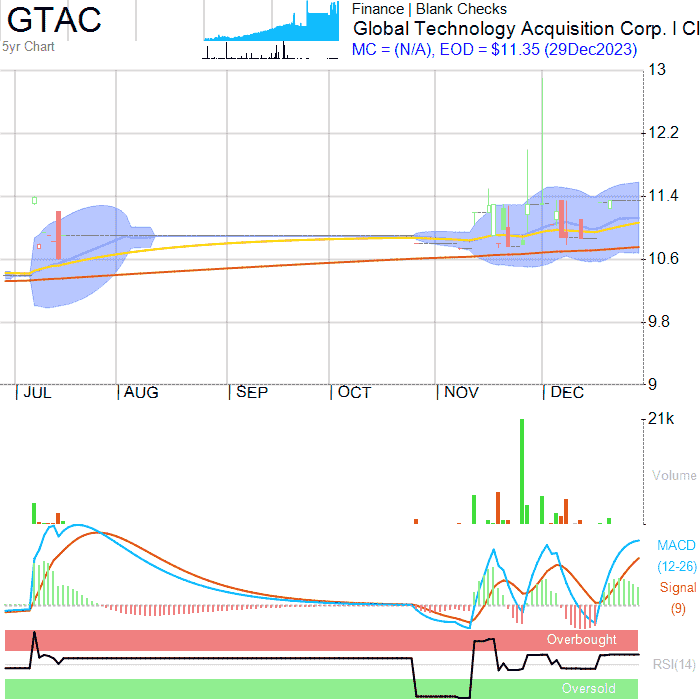 GTAC
5yr Chart
Finance | Blank Checks
Global Technology Acquisition Corp. I Cl
MC = (N/A), EOD = $11.35 (29Dec2023)
13
12.2
11.4
10.6
9.8
9
JUL AUG SEP OCT NOV DEC
21k
Volume
MACD
(12-26)
Signal
(9)
Overbought
RSI(14)
Oversold